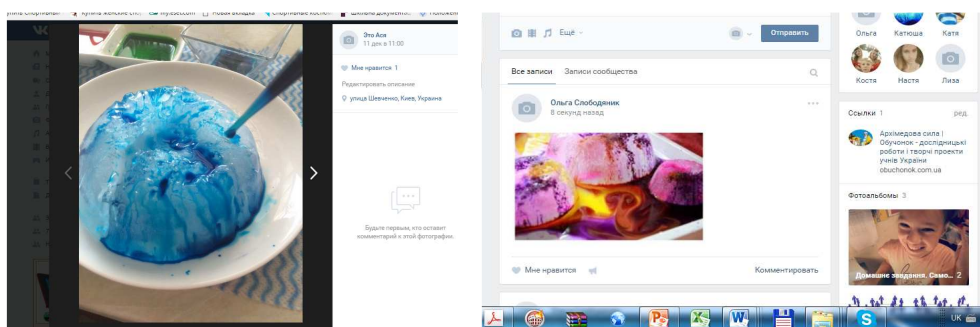 Это Ася
11 дек в 11:00
Мне нравится 1
Редактировать описание
улица Шевченко, Киев, Украина
Будьте первым, кто оставит
комментарий к этой фотографии.
Ещё
Отправить
Все записи Записи сообщества
Ольга Слободяник
8 секунд назад
Мне нравится
Комментировать
Ольга Катюша Катя
Костя Настя Лиза
Ссылки 1 ред.
Архімедова сила |
Обучонок - дослідницькі
роботи і творчі проекти
учнів України
obuchonok.com.ua
Фотоальбомы 3
Домашнє завдання. Само... 2
UK